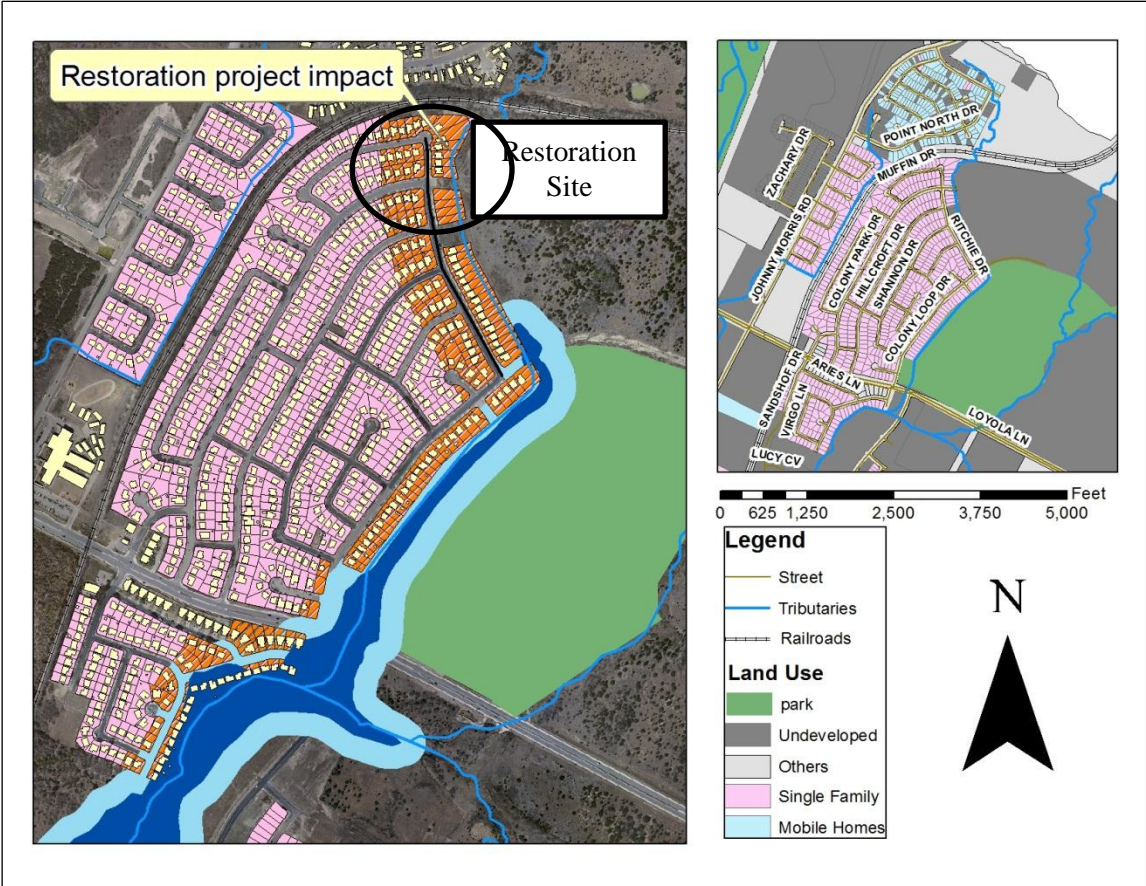 Restoration project impact
Restoration
Site
POINT NORTH DR
MUFFIN DR
ZACHARY DR
JOHNNY MORRIS RD
COLONY PARK DR
HILLCROFT DR
SHANNON DR
RITCHIE DR
COLONY LOOP DR
ARIES LN
SANDSHOF DR
VIRGO LN
LOYOLA LN
LUCY CV
Feet
0 625 1,250 2,500 3,750 5,000
Legend
Street
Tributaries
Railroads
Land Use
park
Undeveloped
Others
Single Family
Mobile Homes
N